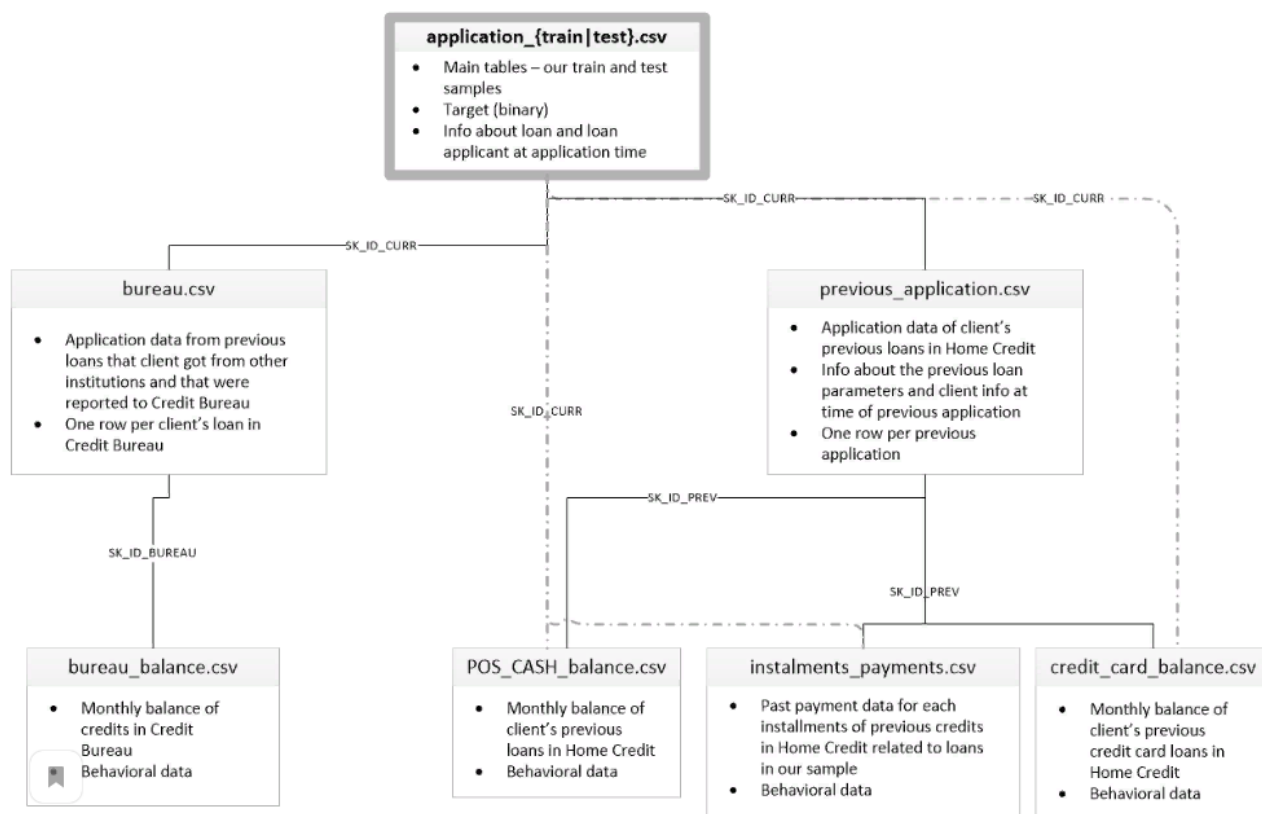 application_{train|test}.csv
• Main tables – our train and test
samples
• Target (binary)
• Info about loan and loan
applicant at application time
SK_ID_CURR
SK_ID_CURR
SK_ID_CURR
bureau.csv
• Application data from previous
loans that client got from other
institutions and that were
reported to Credit Bureau
• One row per client's loan in
Credit Bureau
previous_application.csv
• Application data of client's
previous loans in Home Credit
• Info about the previous loan
parameters and client info at
time of previous application
• One row per previous
application
SK_ID_CURR
SK_ID_PREV
SK_ID_BUREAU
SK_ID_PREV
bureau_balance.csv
• Monthly balance of
credits in Credit
Bureau
Behavioral data
POS_CASH_balance.csv
• Monthly balance of
client's previous
loans in Home Credit
• Behavioral data
instalments_payments.csv
• Past payment data for each
installments of previous credits
in Home Credit related to loans
in our sample
• Behavioral data
credit_card_balance.csv
• Monthly balance of
client's previous
credit card loans in
Home Credit
• Behavioral data